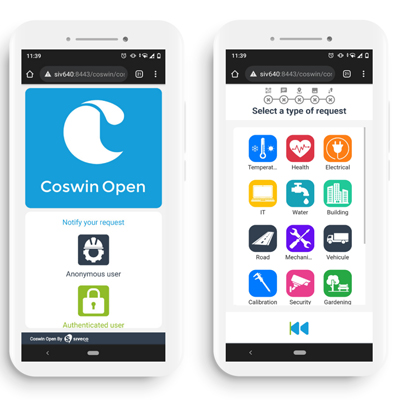 11:39
siv640:8443/coswin/cos
Coswin Open
Notify your request
Anonymous user
Authenticated user
Coswin Open By siveco
11:39
siv640:8443/coswin/cos
Select a type of request
Temperat...
Health
Electrical
IT
Water
Building
Road
Mechani...
Vehicule
Calibration
Security
Gardening